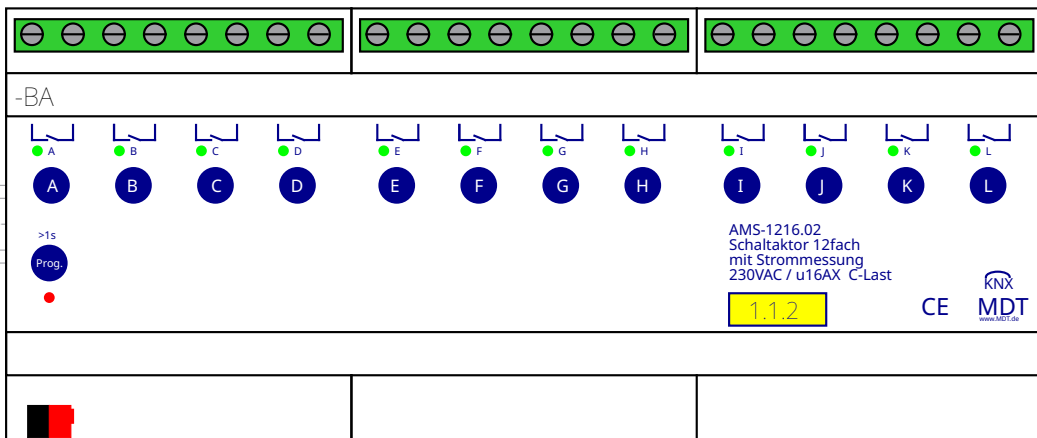 -BA
A B C D E F G H I J K L
A B C D E F G H I J K L
>1s
Prog.
AMS-1216.02
Schaltaktor 12fach
mit Strommessung
230VAC / u16AX C-Last
1.1.2
CE
KNX
MDT
www.MDT.de